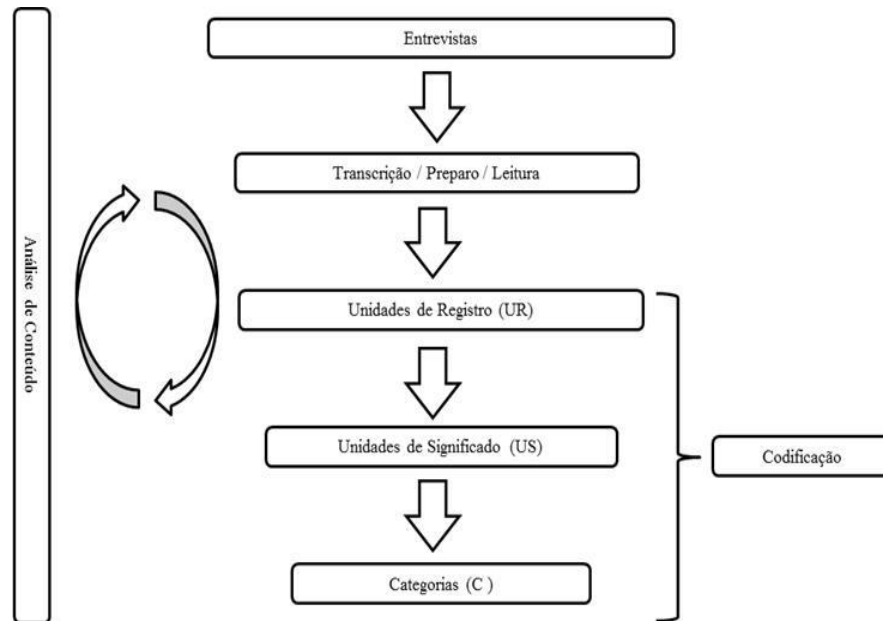 Entrevistas
Transcrição / Preparo / Leitura
Análise de Conteúdo
Unidades de Registro (UR)
Unidades de Significado (US)
Codificação
Categorias (C )